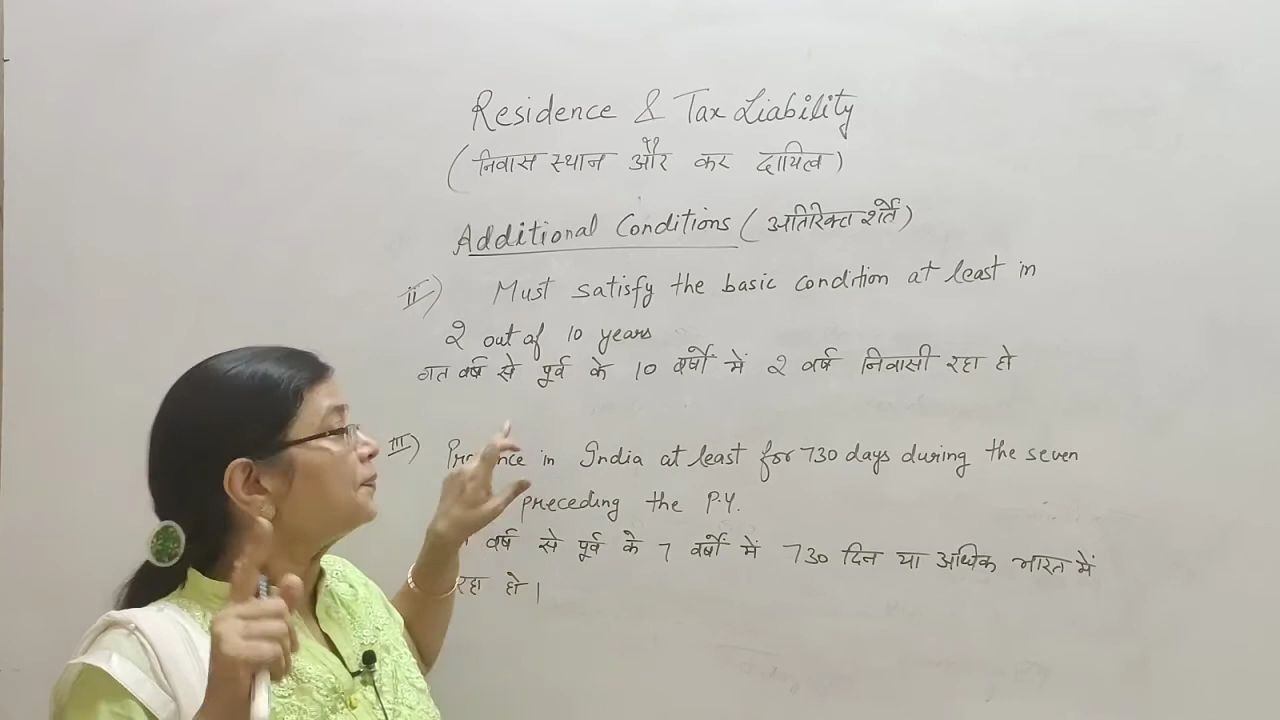 Residence & Tax Liability
(निवास स्थान और कर दायित्व)
Additional Conditions (अतिरिक्त शर्तें)
II) Must satisfy the basic condition at least in
2 out of 10 years
गत वर्ष से पूर्व के 10 वर्षों में 2 वर्ष निवासी रहा हो
III) in India at least for 730 days during the seven
preceding the P.Y.
वर्ष से पूर्व के 7 वर्षों में 730 दिन या अधिक भारत में
रहा हो।